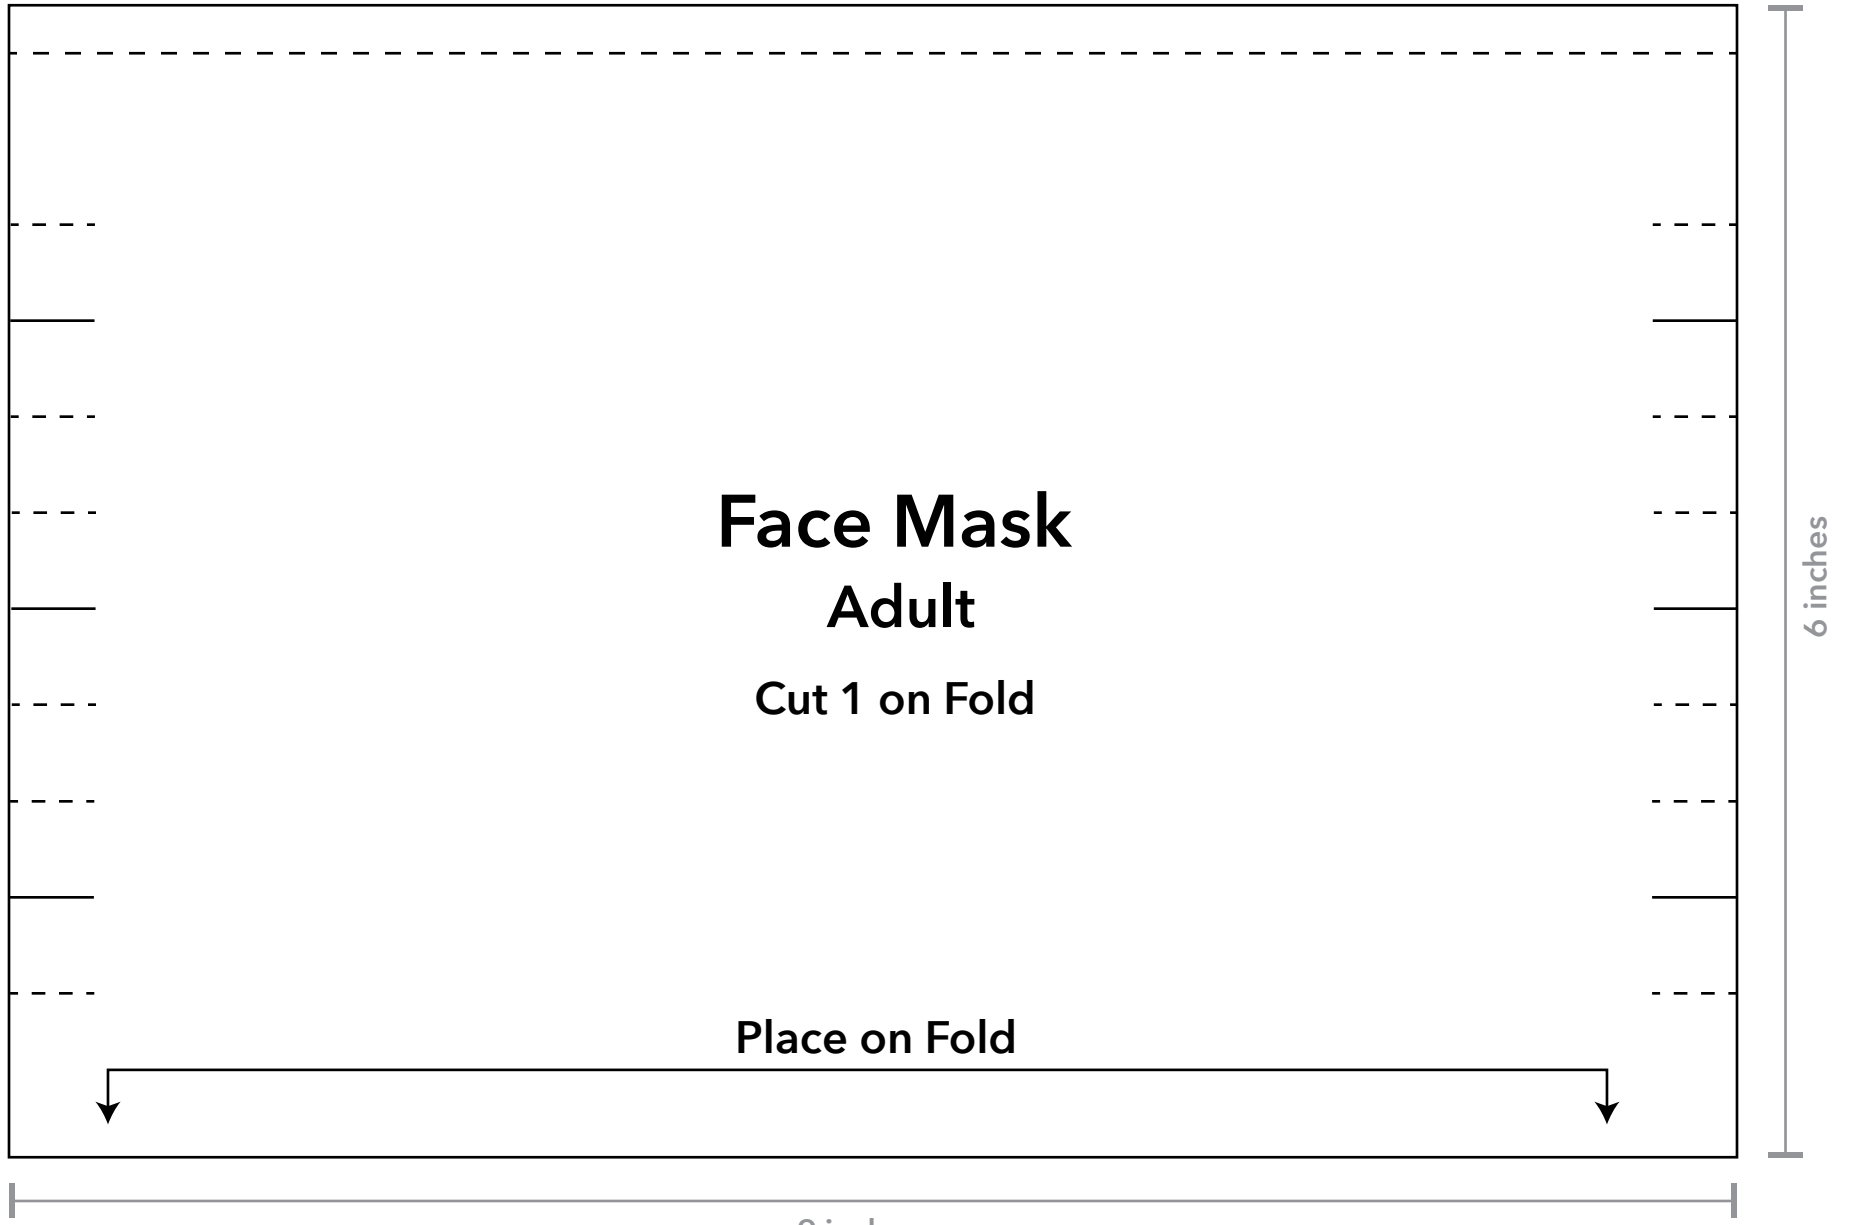 Face Mask
Adult
Cut 1 on Fold
6 inches
Place on Fold